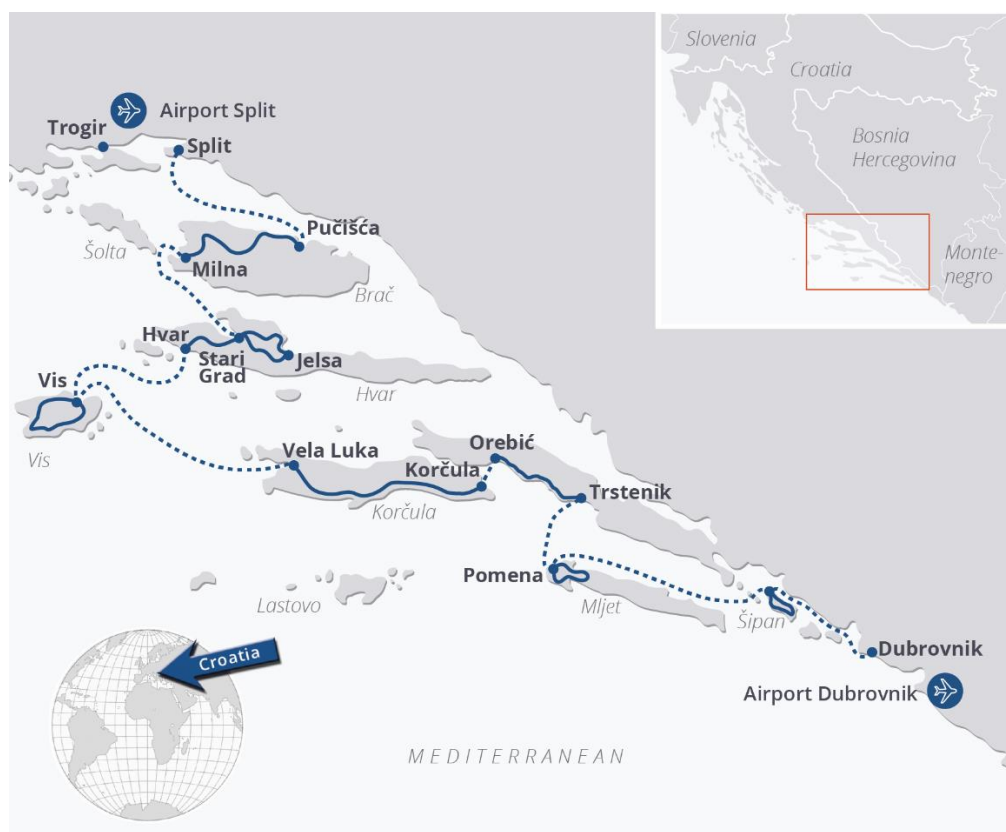 Slovenia
Croatia
Bosnia
Hercegovina
Monte-
negro
Airport Split
Trogir
Split
Pučišća
Šolta
Milna
Brač
Hvar
Stari
Grad
Jelsa
Hvar
Vis
Vis
Vela Luka
Orebić
Korčula
Korčula
Trstenik
Pomena
Lastovo
Mljet
Šipan
Dubrovnik
Airport Dubrovnik
Croatia
MEDITERRANEAN